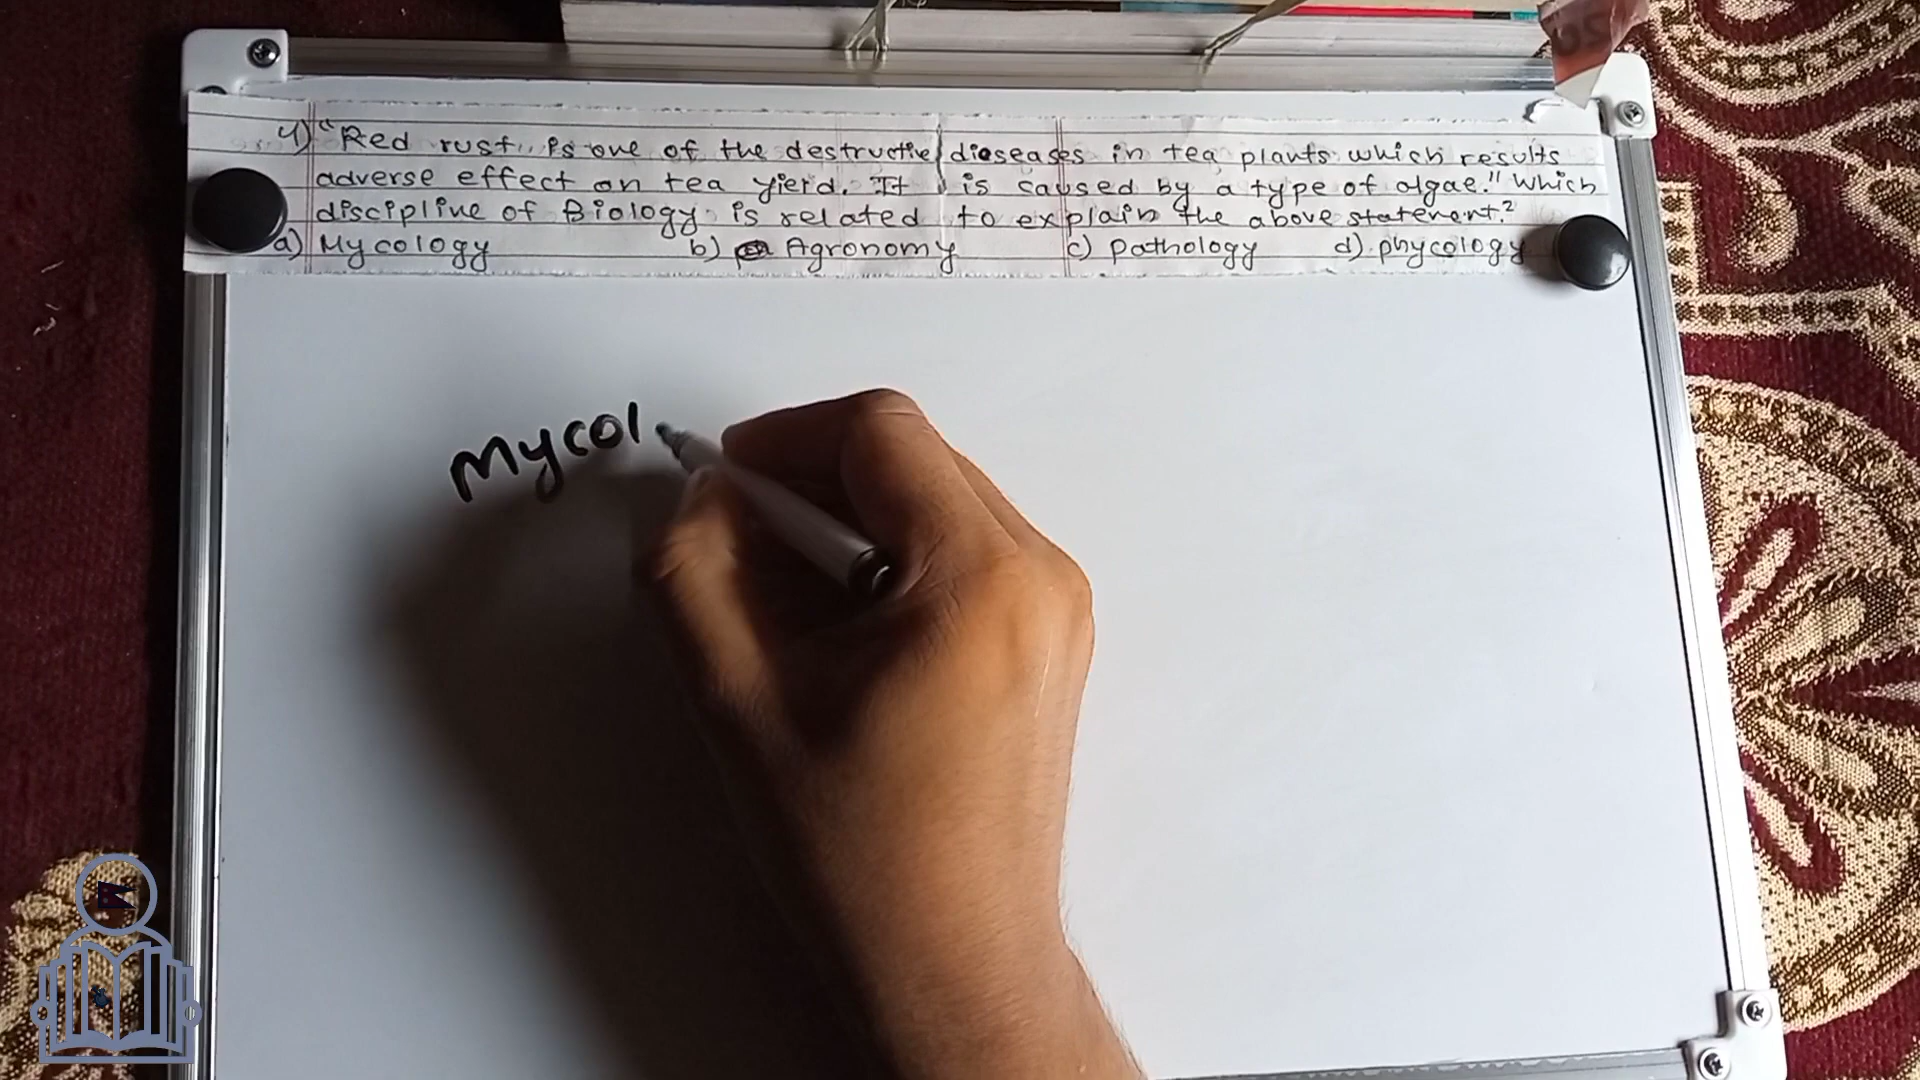 4) "Red rust" is one of the destructive dioseases in tea plants which results
adverse effect on tea yield. It is caused by a type of algae." Which
discipline of Biology is related to explain the above statement?
a) Mycology b) Agronomy c) pathology d) phycology
Mycol